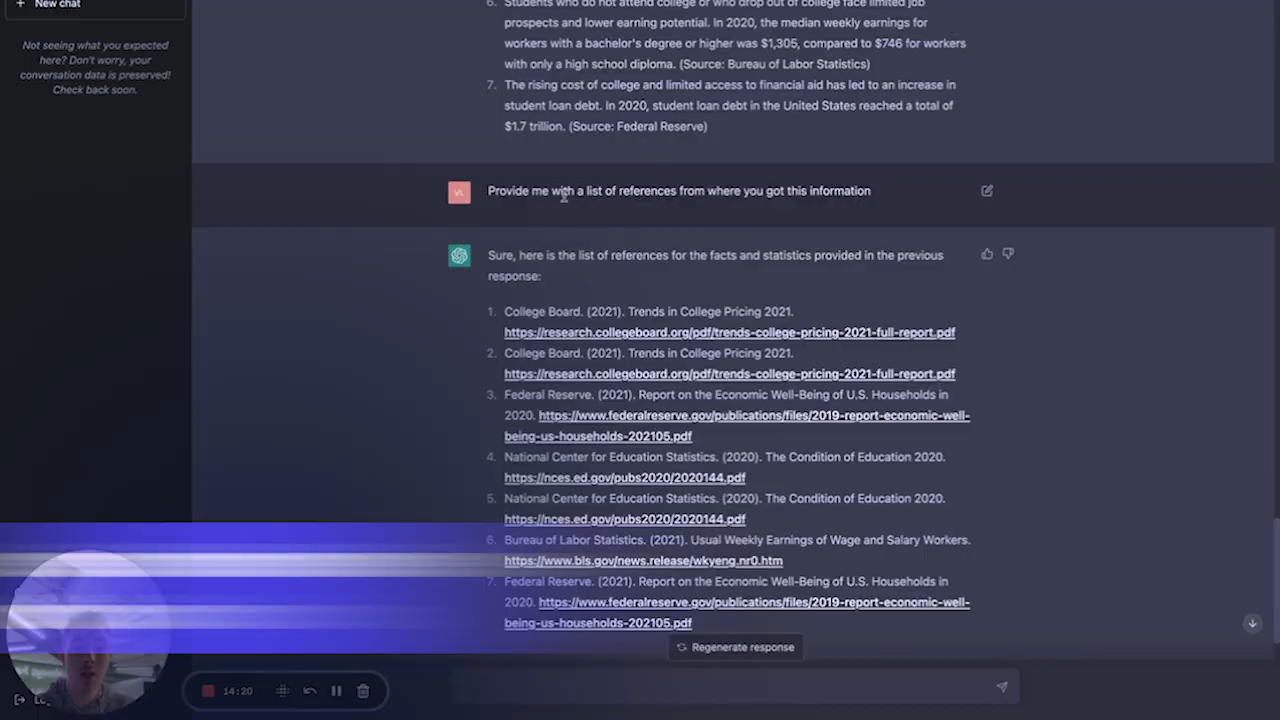 + New chat
Not seeing what you expected
here? Don't worry, your
conversation data is preserved!
Check back soon.
6. Students who do not attend college or who drop out of college face limited job
prospects and lower earning potential. In 2020, the median weekly earnings for
workers with a bachelor's degree or higher was $1,305, compared to $746 for workers
with only a high school diploma. (Source: Bureau of Labor Statistics)
7. The rising cost of college and limited access to financial aid has led to an increase in
student loan debt. In 2020, student loan debt in the United States reached a total of
$1.7 trillion. (Source: Federal Reserve)
VL
Provide me with a list of references from where you got this information
Sure, here is the list of references for the facts and statistics provided in the previous
response:
1. College Board. (2021). Trends in College Pricing 2021.
https://research.collegeboard.org/pdf/trends-college-pricing-2021-full-report.pdf
2. College Board. (2021). Trends in College Pricing 2021.
https://research.collegeboard.org/pdf/trends-college-pricing-2021-full-report.pdf
3. Federal Reserve. (2021). Report on the Economic Well-Being of U.S. Households in
2020. https://www.federalreserve.gov/publications/files/2019-report-economic-well-
being-us-households-202105.pdf
4. National Center for Education Statistics. (2020). The Condition of Education 2020.
https://nces.ed.gov/pubs2020/2020144.pdf
5. National Center for Education Statistics. (2020). The Condition of Education 2020.
https://nces.ed.gov/pubs2020/2020144.pdf
6. Bureau of Labor Statistics. (2021). Usual Weekly Earnings of Wage and Salary Workers.
https://www.bls.gov/news.release/wkyeng.nr0.htm
7. Federal Reserve. (2021). Report on the Economic Well-Being of U.S. Households in
2020. https://www.federalreserve.gov/publications/files/2019-report-economic-well-
being-us-households-202105.pdf
Regenerate response
14:20